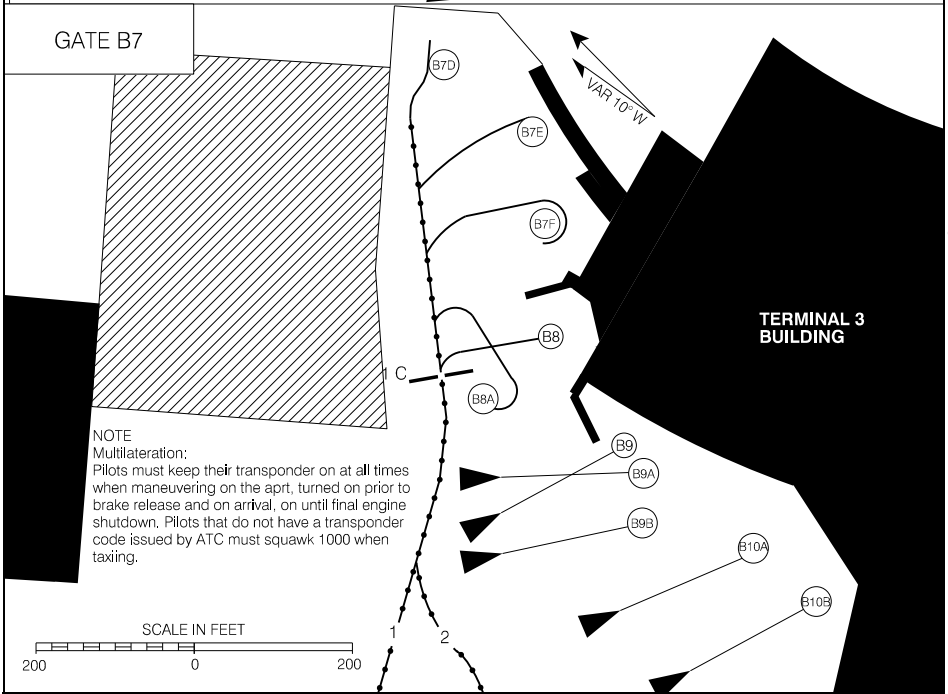 GATE B7
B7D
VAR 10° W
B7E
B7F
TERMINAL 3
BUILDING
B8
1 C
B8A
NOTE
Multilateration:
Pilots must keep their transponder on at all times
when maneuvering on the aprt, turned on prior to
brake release and on arrival, on until final engine
shutdown. Pilots that do not have a transponder
code issued by ATC must squawk 1000 when
taxiing.
B9
B9A
B9B
B10A
B10B
SCALE IN FEET
200 0 200
1
2